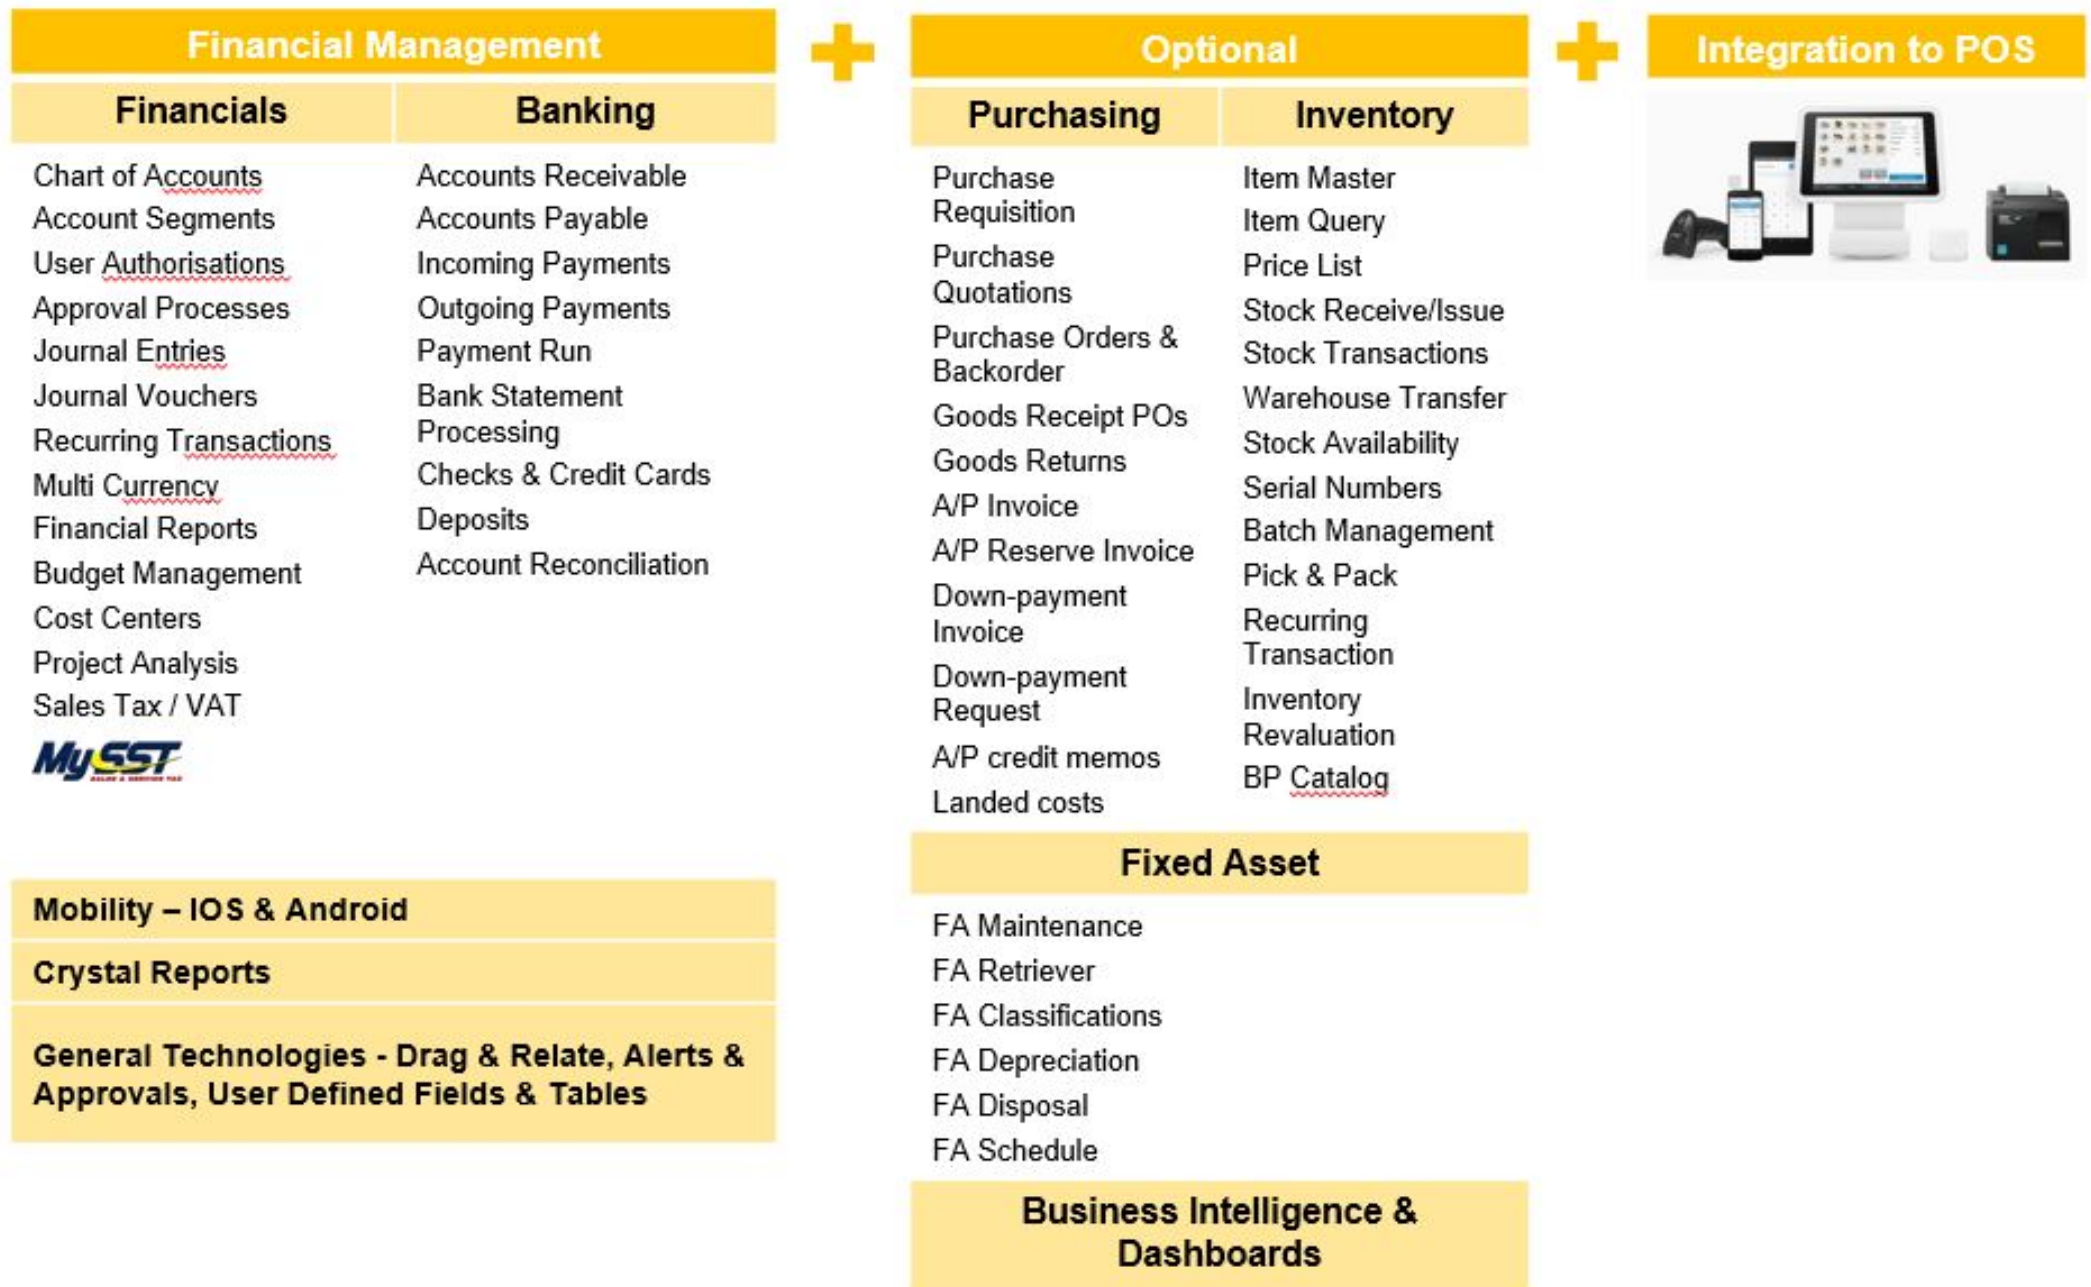 Financial Management
Financials
Banking
Chart of Accounts
Account Segments
User Authorisations
Approval Processes
Journal Entries
Journal Vouchers
Recurring Transactions
Multi Currency
Financial Reports
Budget Management
Cost Centers
Project Analysis
Sales Tax / VAT
MySST
SALES & SERVICE TAX
Accounts Receivable
Accounts Payable
Incoming Payments
Outgoing Payments
Payment Run
Bank Statement
Processing
Checks & Credit Cards
Deposits
Account Reconciliation
Mobility – IOS & Android
Crystal Reports
General Technologies - Drag & Relate, Alerts &
Approvals, User Defined Fields & Tables
Optional
Purchasing
Inventory
Purchase
Requisition
Purchase
Quotations
Purchase Orders &
Backorder
Goods Receipt POs
Goods Returns
A/P Invoice
A/P Reserve Invoice
Down-payment
Invoice
Down-payment
Request
A/P credit memos
Landed costs
Item Master
Item Query
Price List
Stock Receive/Issue
Stock Transactions
Warehouse Transfer
Stock Availability
Serial Numbers
Batch Management
Pick & Pack
Recurring
Transaction
Inventory
Revaluation
BP Catalog
Fixed Asset
FA Maintenance
FA Retriever
FA Classifications
FA Depreciation
FA Disposal
FA Schedule
Business Intelligence &
Dashboards
Integration to POS